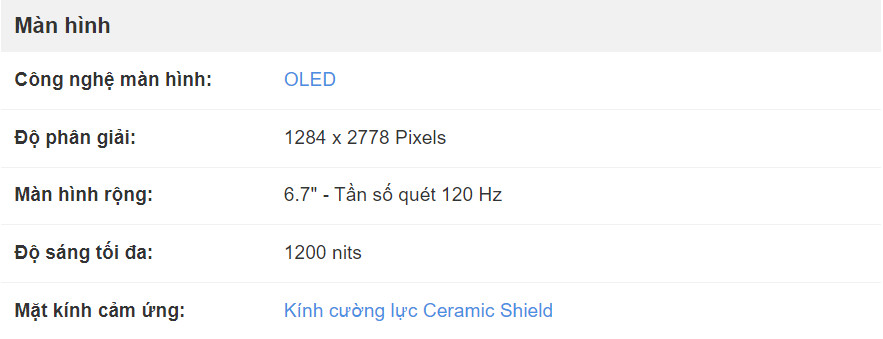 Màn hình
Công nghệ màn hình: OLED
Độ phân giải: 1284 x 2778 Pixels
Màn hình rộng: 6.7" - Tần số quét 120 Hz
Độ sáng tối đa: 1200 nits
Mặt kính cảm ứng: Kính cường lực Ceramic Shield